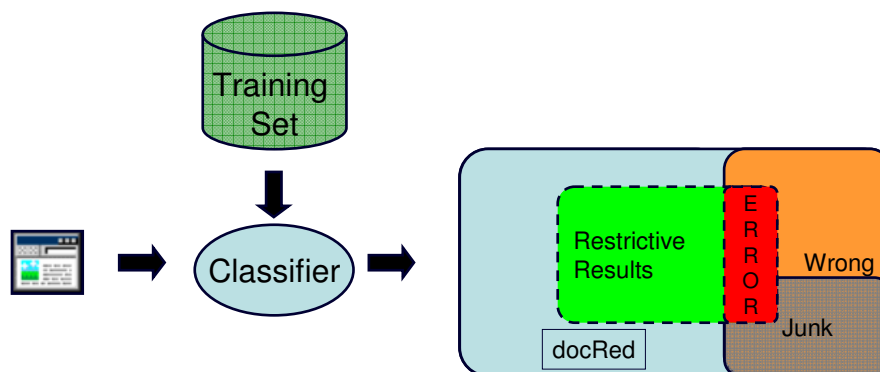 Training
Set
Classifier
Restrictive
Results
E
R
R
O
R
Wrong
Junk
docRed